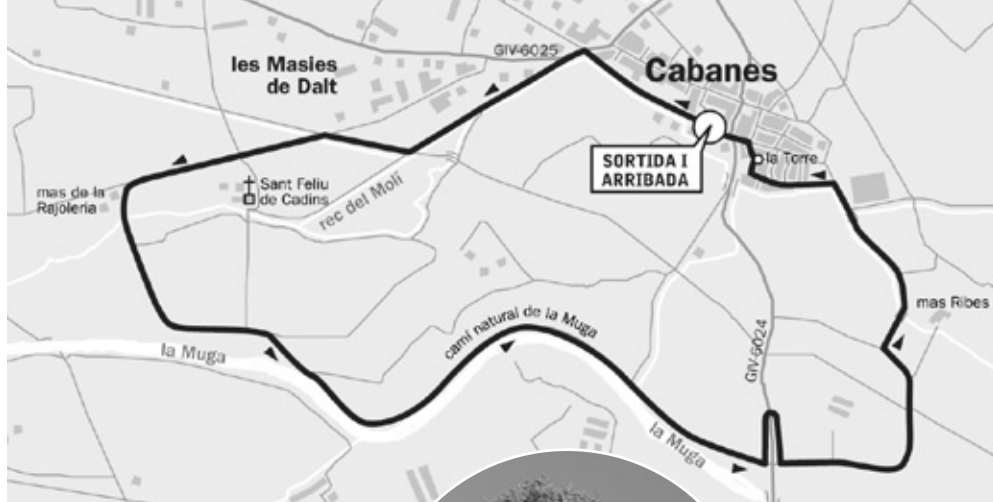 GIV-6025
les Masies
de Dalt
Cabanes
SORTIDA I
ARRIBADA
la Torre
mas de la
Rajoleria
Sant Feliu
de Cadins
rec del Molí
mas Ribes
camí natural de la Muga
GIV-6024
la Muga
la Muga